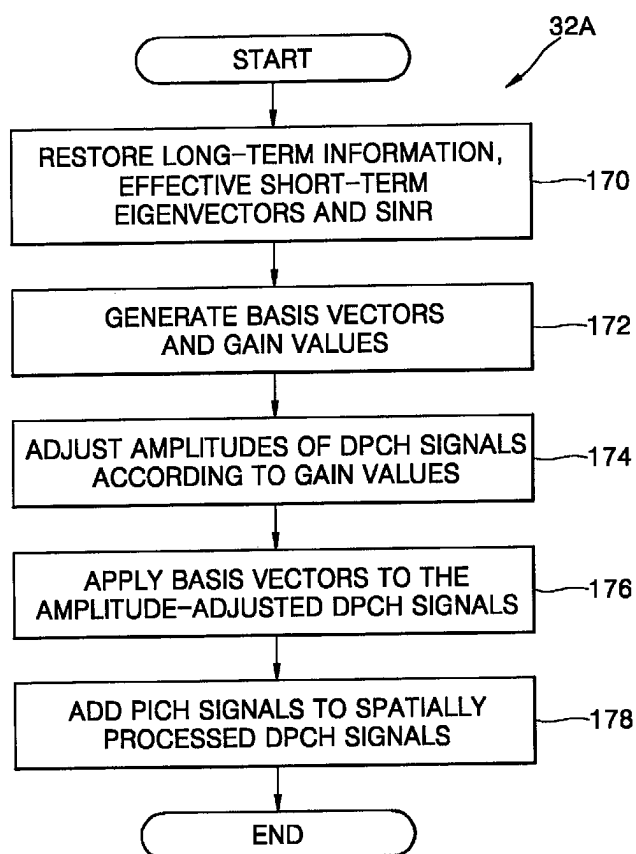 32A
START
RESTORE LONG-TERM INFORMATION,
EFFECTIVE SHORT-TERM
EIGENVECTORS AND SINR
170
GENERATE BASIS VECTORS
AND GAIN VALUES
172
ADJUST AMPLITUDES OF DPCH SIGNALS
ACCORDING TO GAIN VALUES
174
APPLY BASIS VECTORS TO THE
AMPLITUDE-ADJUSTED DPCH SIGNALS
176
ADD PICH SIGNALS TO SPATIALLY
PROCESSED DPCH SIGNALS
178
END